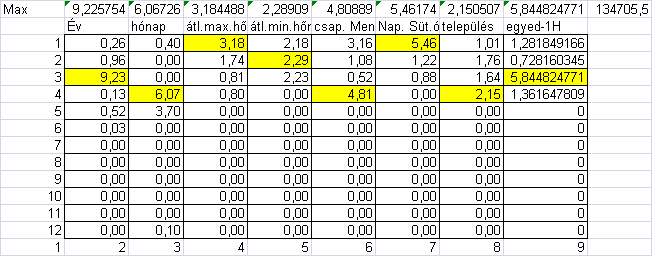 Max 9,225754 6,06726 3,184488 2,28909 4,80889 5,46174 2,150507 5,844824771 134705,5
Év hónap átl.max.hő átl.min.hőr csap. Men Nap. Süt.ó település egyed-1H
1 0,26 0,40 3,18 2,18 3,16 5,46 1,01 1,281849166
2 0,96 0,00 1,74 2,29 1,08 1,22 1,76 0,728160345
3 9,23 0,00 0,81 2,23 0,52 0,88 1,64 5,844824771
4 0,13 6,07 0,80 0,00 4,81 0,00 2,15 1,361647809
5 0,52 3,70 0,00 0,00 0,00 0,00 0,00 0
6 0,03 0,00 0,00 0,00 0,00 0,00 0,00 0
7 0,00 0,00 0,00 0,00 0,00 0,00 0,00 0
8 0,00 0,00 0,00 0,00 0,00 0,00 0,00 0
9 0,00 0,00 0,00 0,00 0,00 0,00 0,00 0
10 0,00 0,00 0,00 0,00 0,00 0,00 0,00 0
11 0,00 0,00 0,00 0,00 0,00 0,00 0,00 0
12 0,00 0,10 0,00 0,00 0,00 0,00 0,00 0
1 2 3 4 5 6 7 8 9